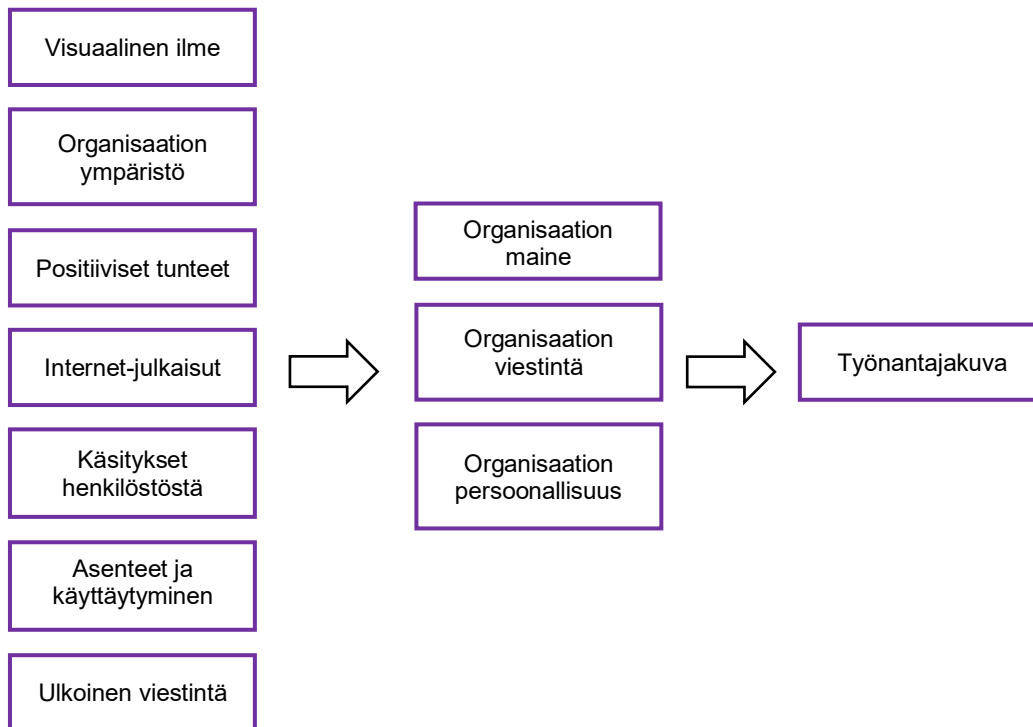 Visuaalinen ilme
Organisaation
ympäristö
Positiiviset tunteet
Internet-julkaisut
Käsitykset
henkilöstöstä
Asenteet ja
käyttäytyminen
Ulkoinen viestintä
Organisaation
maine
Organisaation
viestintä
Organisaation
persoonallisuus
Työnantajakuva